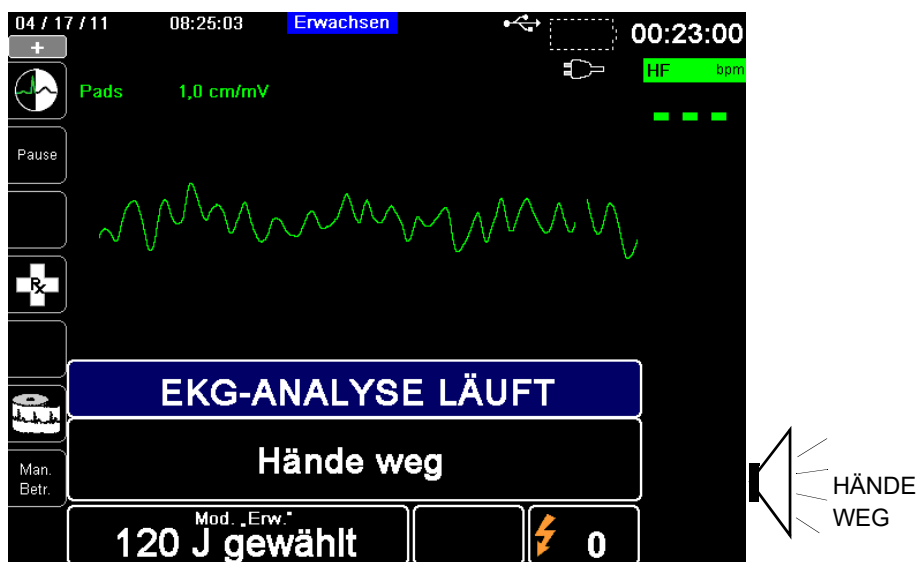 04 / 17 / 11 08:25:03 Erwachsen 00:23:00
+
HF bpm
Pads 1,0 cm/mV
- - -
Pause
Rx
EKG-ANALYSE LÄUFT
Hände weg
Man.
Betr.
Mod. „Erw.“
120 J gewählt 0
HÄNDE
WEG